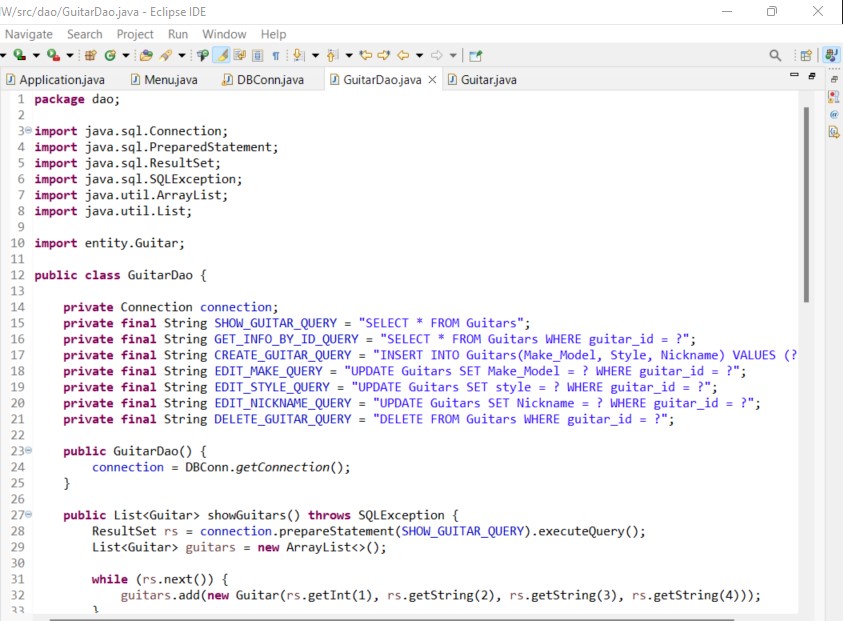 W/src/dao/GuitarDao.java - Eclipse IDE
Navigate Search Project Run Window Help
Application.java Menu.java DBConn.java GuitarDao.java Guitar.java
1 package dao;
2
3 import java.sql.Connection;
4 import java.sql.PreparedStatement;
5 import java.sql.ResultSet;
6 import java.sql.SQLException;
7 import java.util.ArrayList;
8 import java.util.List;
9
10 import entity.Guitar;
11
12 public class GuitarDao {
13
14     private Connection connection;
15     private final String SHOW_GUITAR_QUERY = "SELECT * FROM Guitars";
16     private final String GET_INFO_BY_ID_QUERY = "SELECT * FROM Guitars WHERE guitar_id = ?";
17     private final String CREATE_GUITAR_QUERY = "INSERT INTO Guitars(Make_Model, Style, Nickname) VALUES (?
18     private final String EDIT_MAKE_QUERY = "UPDATE Guitars SET Make_Model = ? WHERE guitar_id = ?";
19     private final String EDIT_STYLE_QUERY = "UPDATE Guitars SET style = ? WHERE guitar_id = ?";
20     private final String EDIT_NICKNAME_QUERY = "UPDATE Guitars SET Nickname = ? WHERE guitar_id = ?";
21     private final String DELETE_GUITAR_QUERY = "DELETE FROM Guitars WHERE guitar_id = ?";
22
23     public GuitarDao() {
24         connection = DBConn.getConnection();
25     }
26
27     public List<Guitar> showGuitars() throws SQLException {
28         ResultSet rs = connection.prepareStatement(SHOW_GUITAR_QUERY).executeQuery();
29         List<Guitar> guitars = new ArrayList<>();
30
31         while (rs.next()) {
32             guitars.add(new Guitar(rs.getInt(1), rs.getString(2), rs.getString(3), rs.getString(4)));
33         }